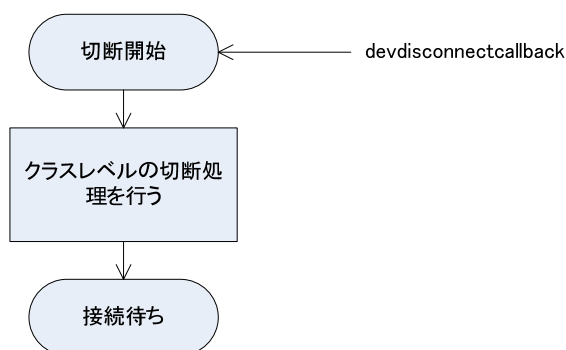 切断開始
devdisconnectcallback
クラスレベルの切断処
理を行う
接続待ち